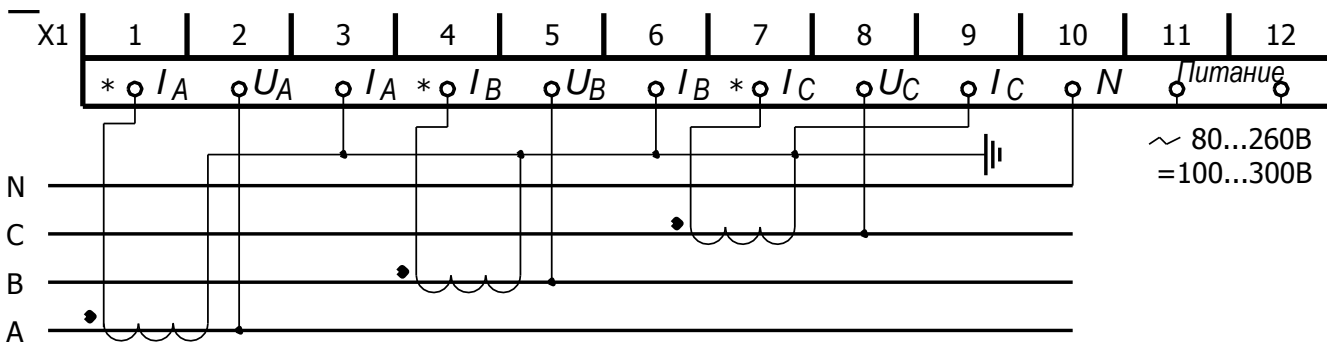 X1 1 2 3 4 5 6 7 8 9 10 11 12
* I A U A I A * I B U B I B * I C U C I C N Питание
~ 80...260В
=100...300В
N
C
B
A